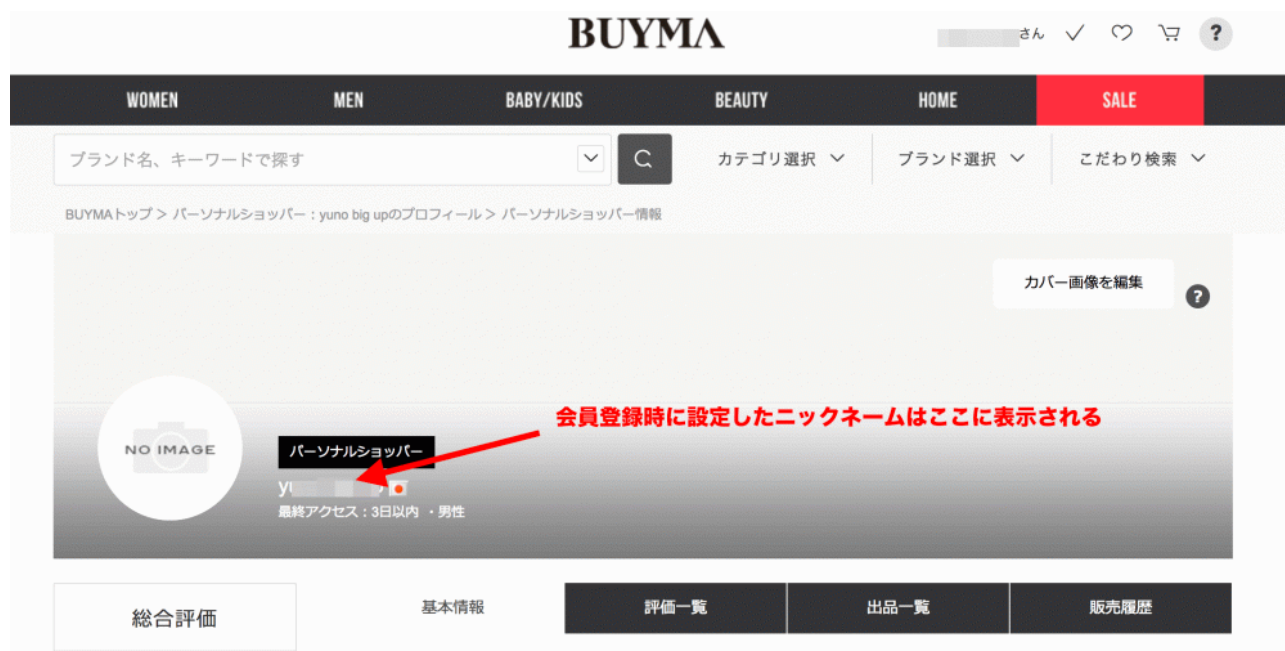 BUYMA
さん
?
WOMEN MEN BABY/KIDS BEAUTY HOME SALE
ブランド名、キーワードで探す カテゴリ選択 ブランド選択 こだわり検索
BUYMAトップ > パーソナルショッパー：yuno big upのプロフィール > パーソナルショッパー情報
カバー画像を編集
?
会員登録時に設定したニックネームはここに表示される
NO IMAGE
パーソナルショッパー
最終アクセス：3日以内 ・男性
総合評価 基本情報 評価一覧 出品一覧 販売履歴